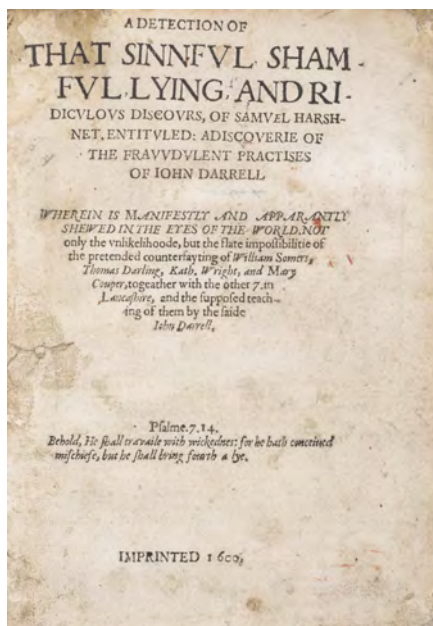 A DETECTION OF
THAT SINNFVL SHAM-
FVL, LYING, AND RI-
DICVLOVS DISCOVRS, OF SAMVEL HARSH-
NET. ENTITVLED: A DISCOVERIE OF
THE FRAVVDVLENT PRACTISES
OF IOHN DARRELL
WHEREIN IS MANIFESTLY AND APPARANTLY
SHEWED IN THE EYES OF THE WORLD. NOT
only the vnlikelihoode, but the flate impoſſibilitie of
the pretended counterfayting of William Somers,
Thomas Darling, Kath. Wright, and Mary
Couper, togeather with the other 7. in
Lancaſhire, and the ſuppoſed teach-
ing of them by the ſaide
Iohn Darrell.
Pſalme. 7. 14.
Behold, He ſhall travaile with wickednes: for he hath conceiued
miſchiefe, but he ſhall bring fourth a lye.
IMPRINTED 1600,